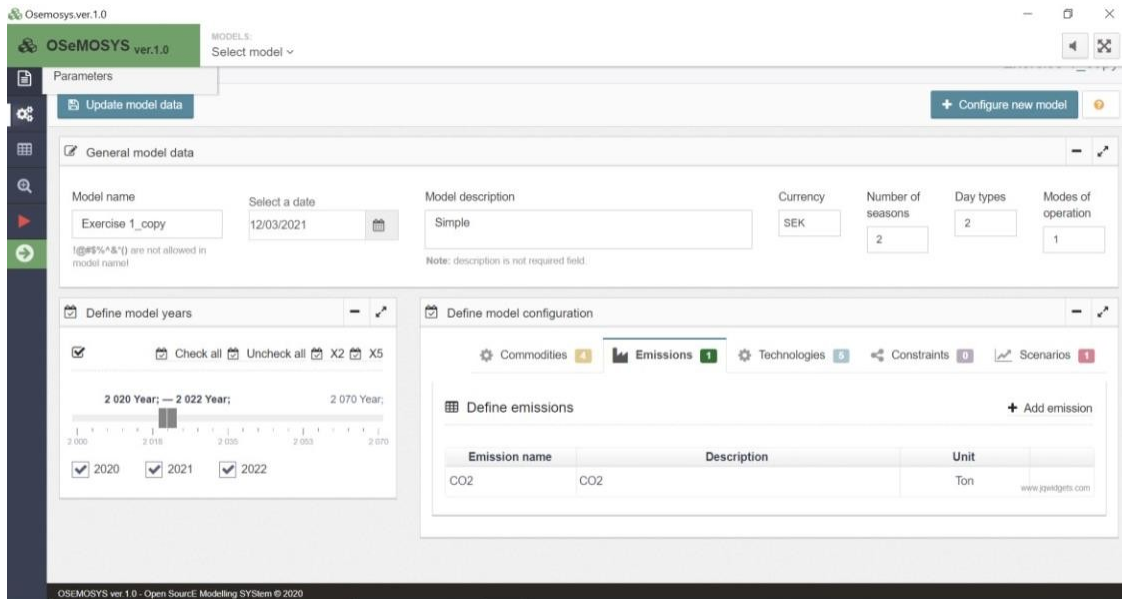 Osemosys.ver.1.0
OSeMOSYS ver.1.0
MODELS:
Select model
Parameters
Update model data
Configure new model
General model data
Model name
Exercise 1_copy
!@#$%^&*() are not allowed in
model name!
Select a date
12/03/2021
Model description
Simple
Note: description is not required field
Currency
SEK
Number of
seasons
2
Day types
2
Modes of
operation
1
Define model years
Check all Uncheck all X2 X5
2 020 Year; — 2 022 Year; 2 070 Year;
2 000 2 018 2 035 2 053 2 070
2020 2021 2022
Define model configuration
Commodities 4 Emissions 1 Technologies 5 Constraints 0 Scenarios 1
Define emissions
Add emission
Emission name Description Unit
CO2 CO2 Ton
www.jqwidgets.com
OSEMOSYS ver.1.0 - Open SourcE Modelling SYStem © 2020